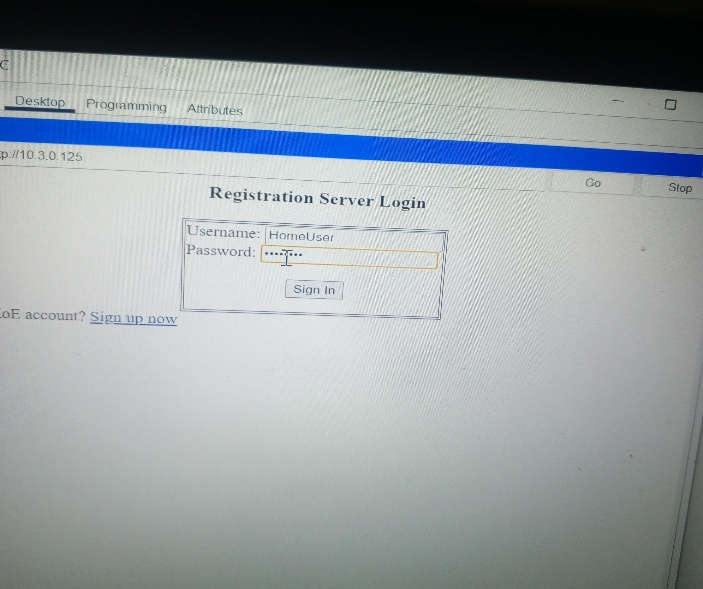 Desktop Programming Attributes
p://10.3.0.125
Go Stop
Registration Server Login
Username: HomeUser
Password: ••••••••
Sign In
oE account? Sign up now